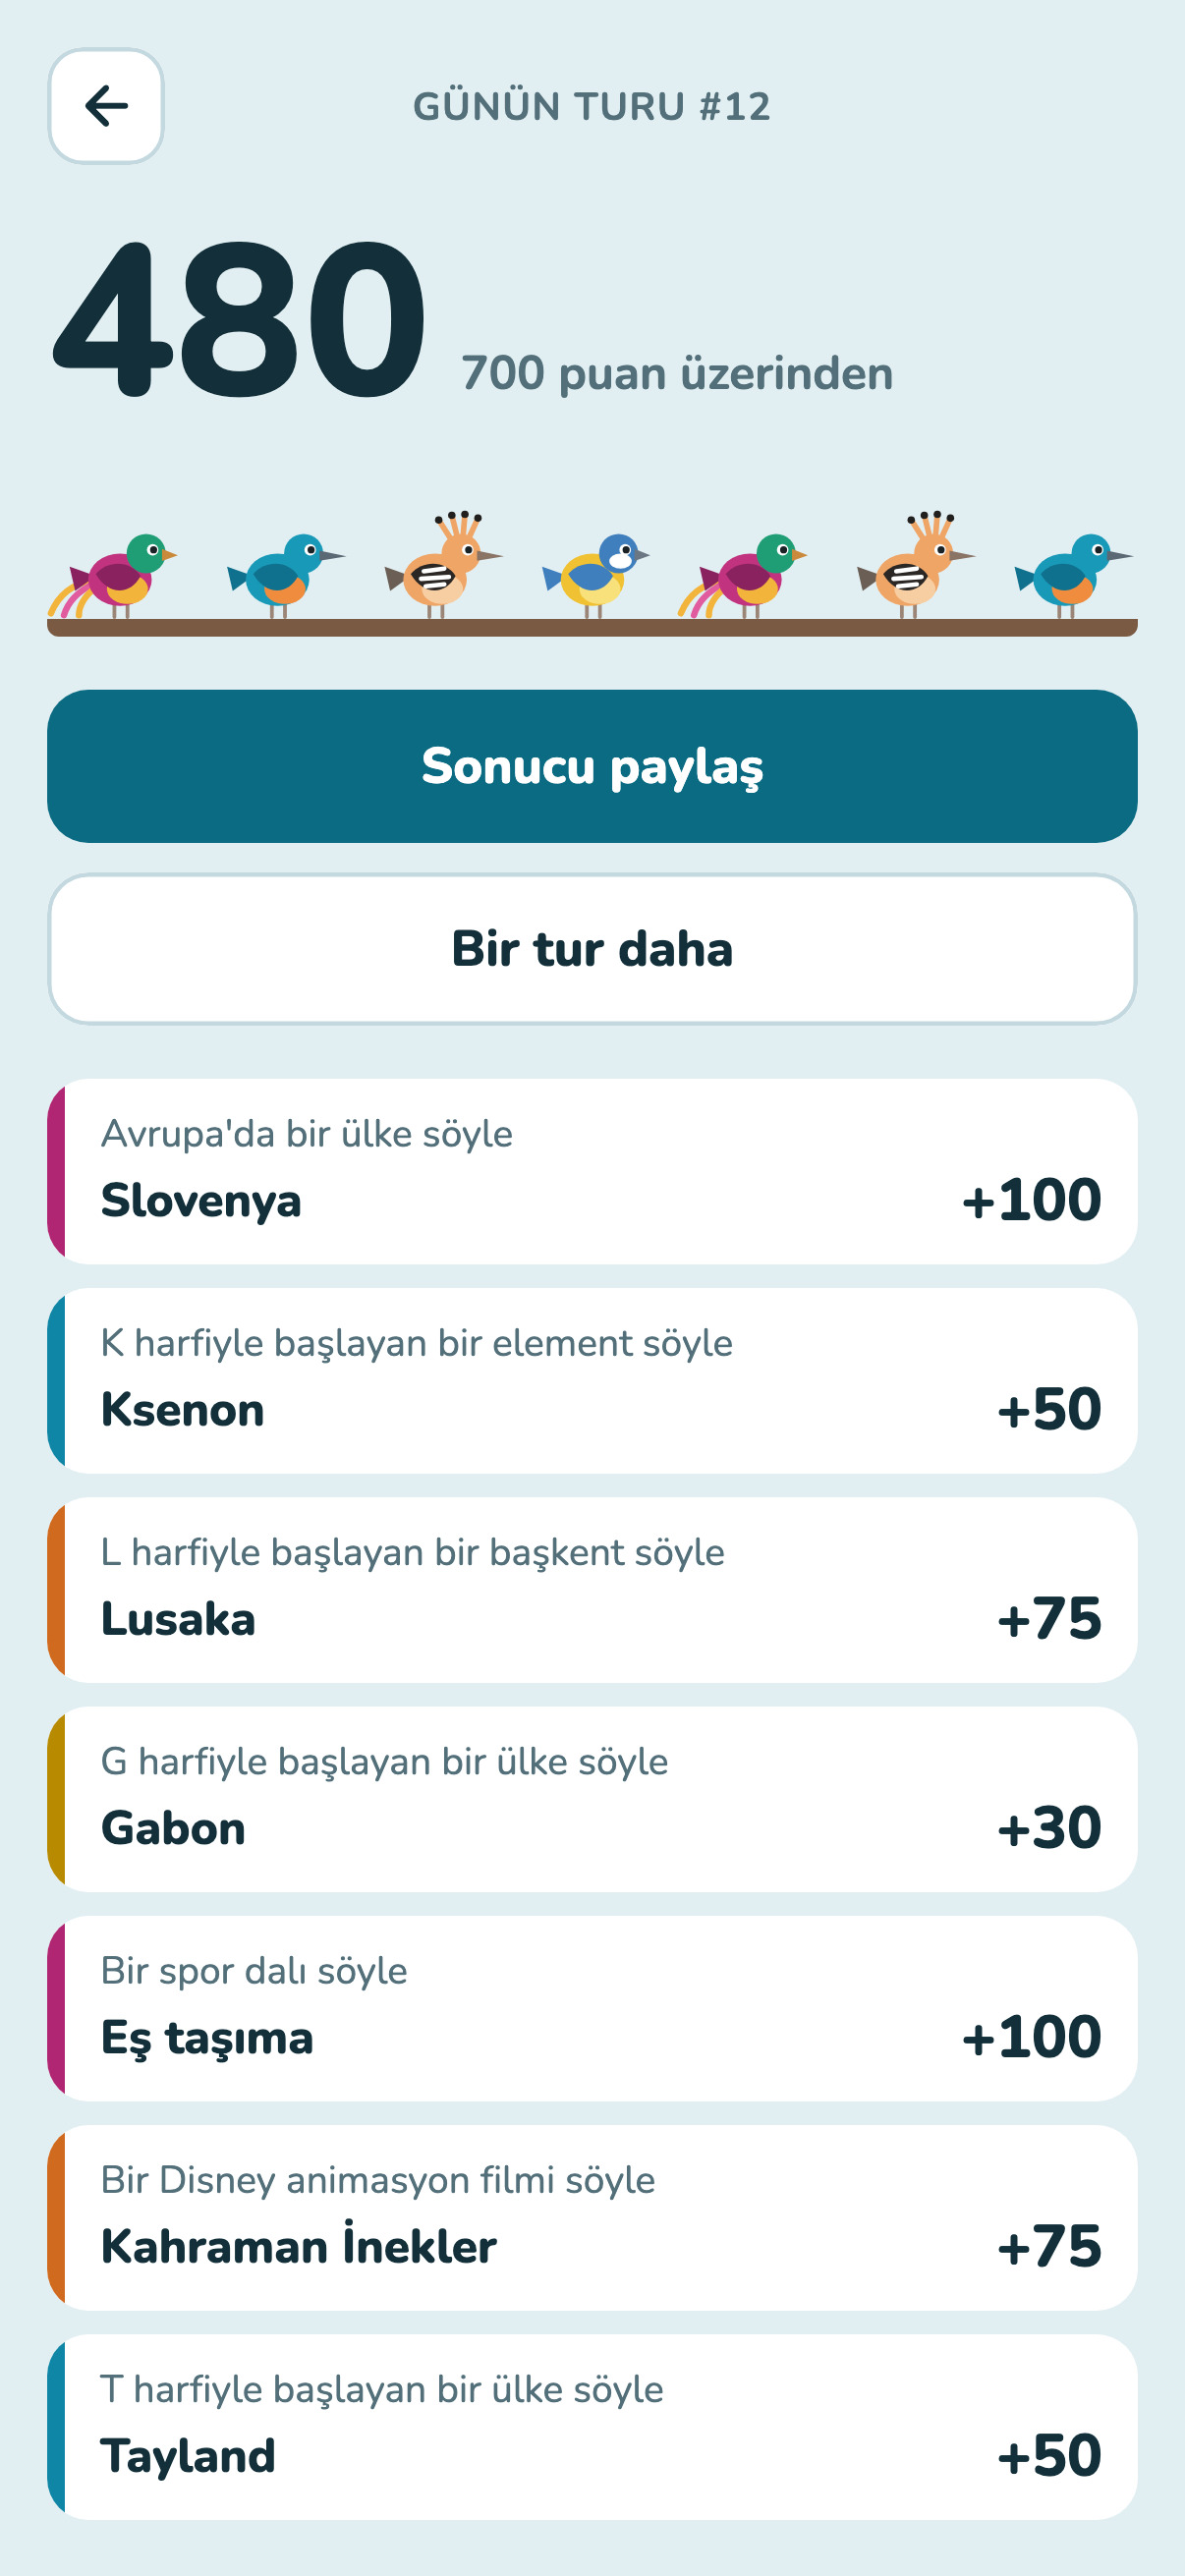 GÜNÜN TURU #12
480 700 puan üzerinden
Sonucu paylaş
Bir tur daha
Avrupa'da bir ülke söyle
Slovenya +100
K harfiyle başlayan bir element söyle
Ksenon +50
L harfiyle başlayan bir başkent söyle
Lusaka +75
G harfiyle başlayan bir ülke söyle
Gabon +30
Bir spor dalı söyle
Eş taşıma +100
Bir Disney animasyon filmi söyle
Kahraman İnekler +75
T harfiyle başlayan bir ülke söyle
Tayland +50